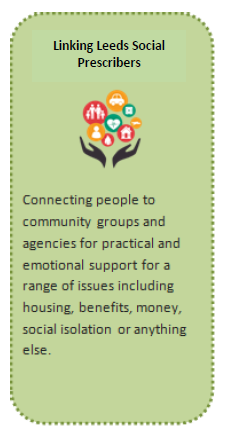 Linking Leeds Social
Prescribers
Connecting people to
community groups and
agencies for practical and
emotional support for a
range of issues including
housing, benefits, money,
social isolation or anything
else.